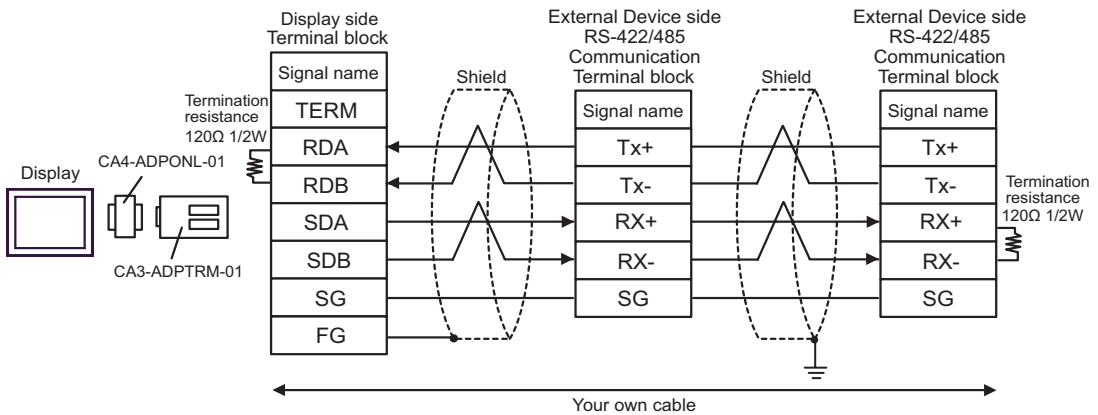 Display side
Terminal block
External Device side
RS-422/485
Communication
Terminal block
External Device side
RS-422/485
Communication
Terminal block
Signal name
Shield
Signal name
Shield
Signal name
Termination
resistance
120Ω 1/2W
TERM
RDA
Tx+
Tx+
CA4-ADPONL-01
Display
RDB
Tx-
Tx-
Termination
resistance
120Ω 1/2W
SDA
RX+
RX+
CA3-ADPTRM-01
SDB
RX-
RX-
SG
SG
SG
FG
Your own cable